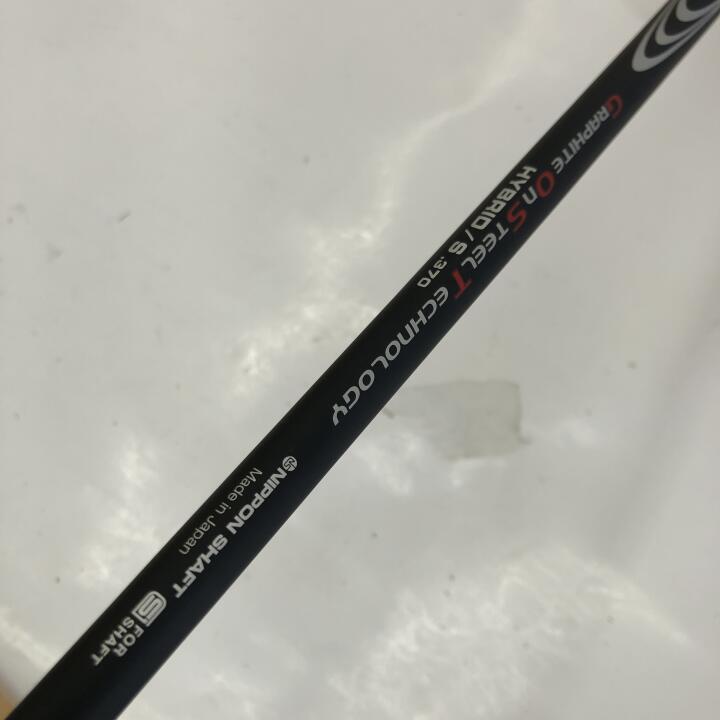 GRAPHITE ON STEEL TECHNOLOGY
HYBRID / S .370
NIPPON SHAFT
Made in Japan
FOR
SHAFT